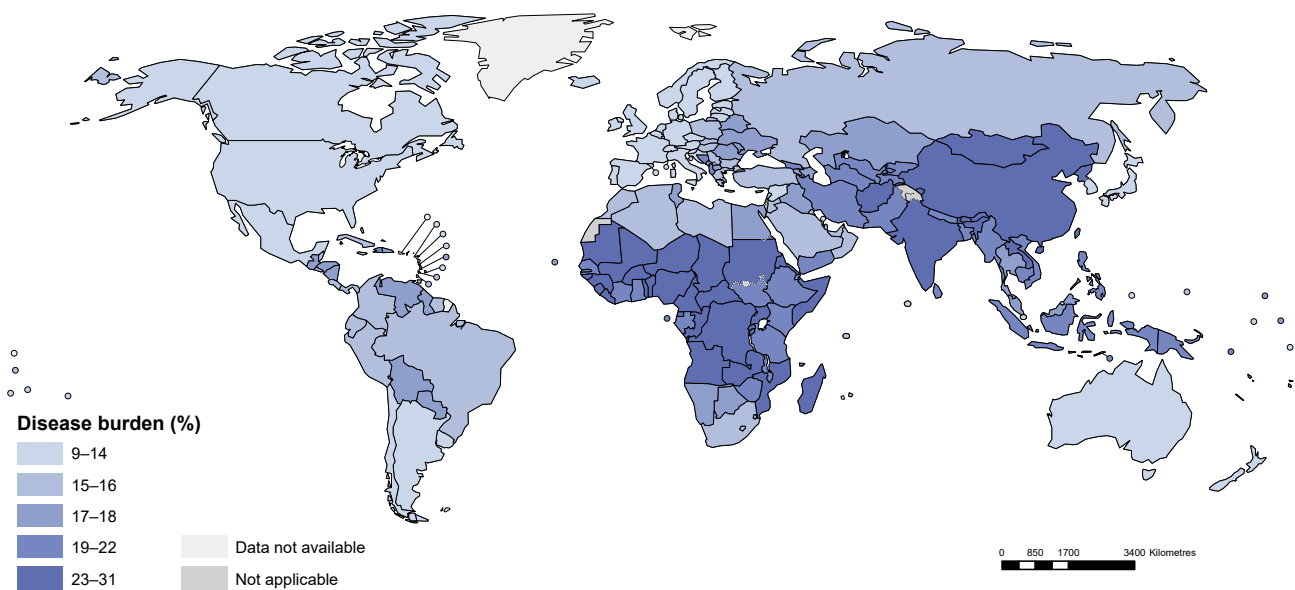 Disease burden (%)
9–14
15–16
17–18
19–22
23–31
Data not available
Not applicable
0 850 1700 3400 Kilometres